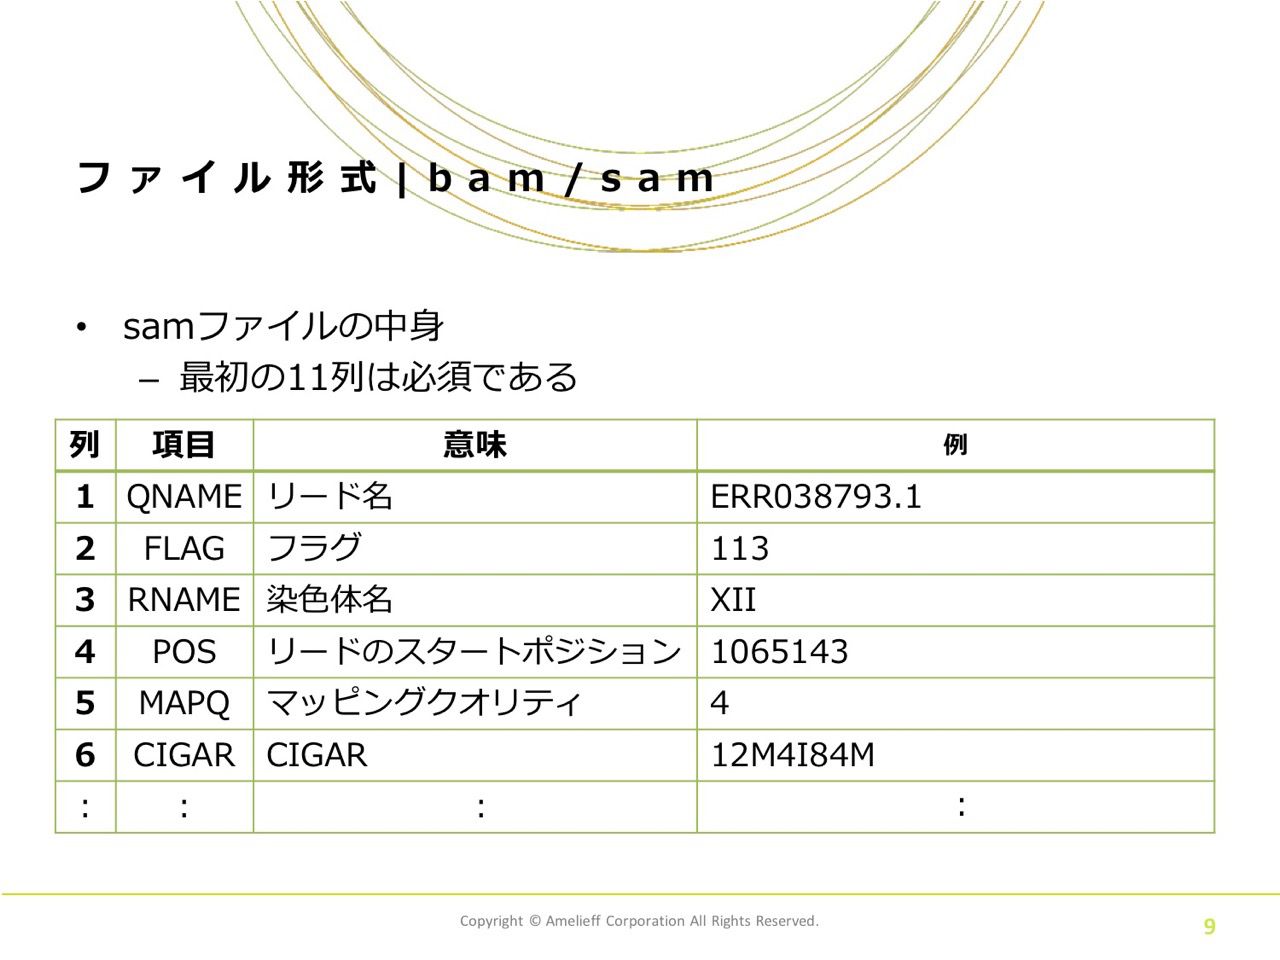 ファイル形式|bam/sam
• samファイルの中身
– 最初の11列は必須である
列 項目 意味 例
1 QNAME リード名 ERR038793.1
2 FLAG フラグ 113
3 RNAME 染色体名 XII
4 POS リードのスタートポジション 1065143
5 MAPQ マッピングクオリティ 4
6 CIGAR CIGAR 12M4I84M
: : : :
Copyright © Amelieff Corporation All Rights Reserved.
9